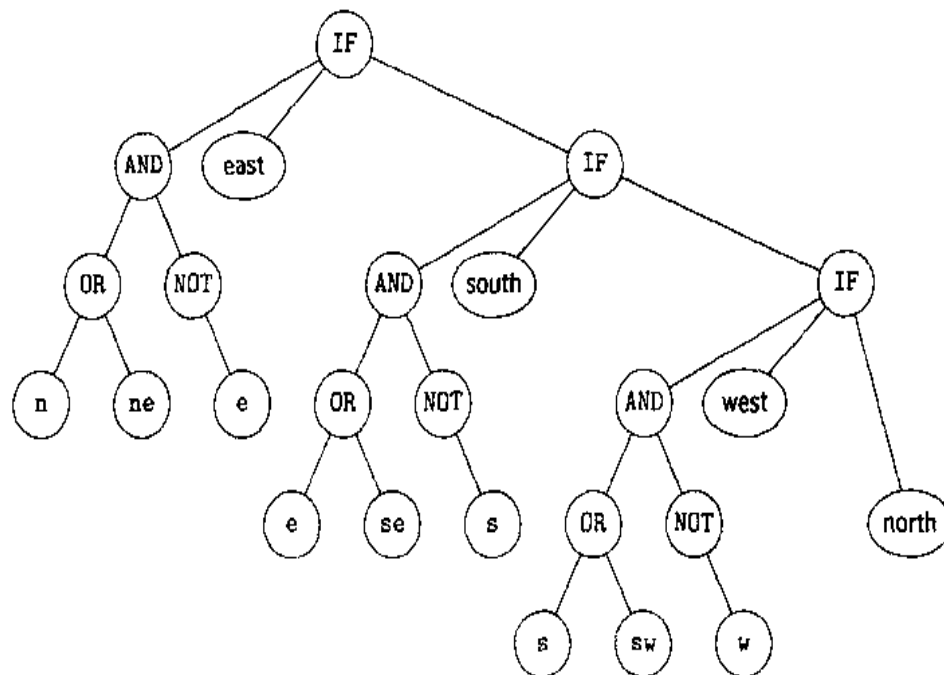 IF
AND east IF
OR NOT AND south IF
n ne e OR NOT AND west
e se s OR NOT north
s sw w